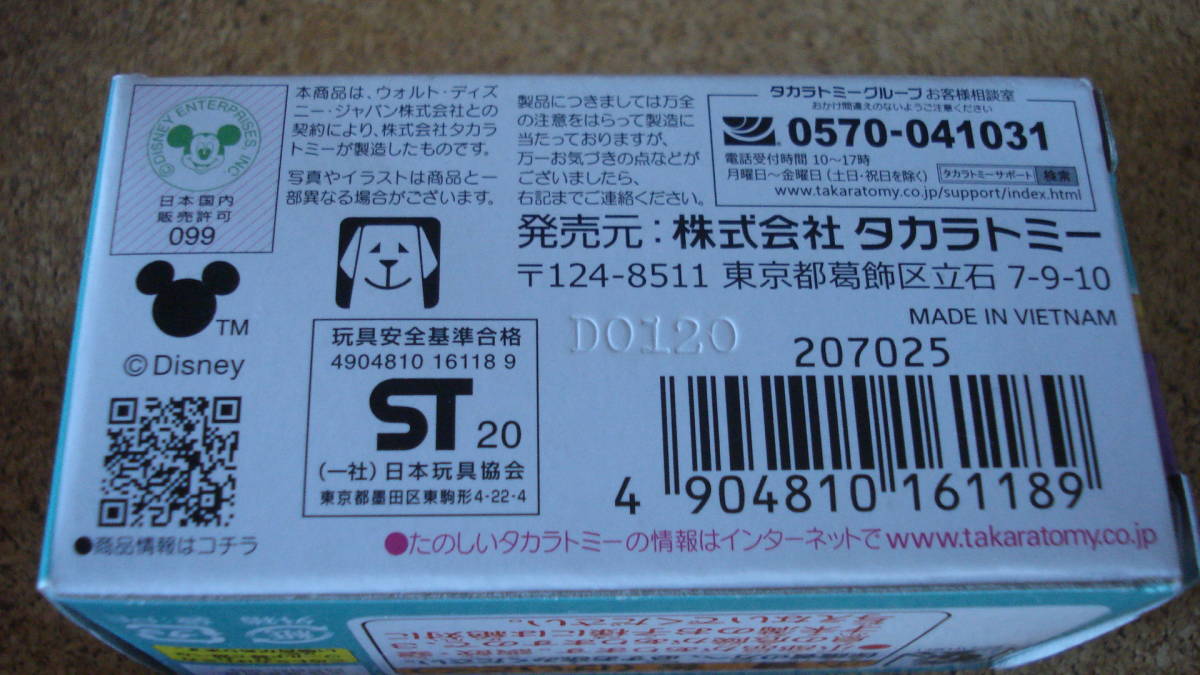 ©DISNEY ENTERPRISES INC
日本国内
販売許可
099
TM
©Disney
●商品情報はコチラ
本商品は、ウォルト・ディズ
ニー・ジャパン株式会社との
契約により、株式会社タカラ
トミーが製造したものです。
写真やイラストは商品と一
部異なる場合がございます。
玩具安全基準合格
4904810 16118 9
ST 20
(一社)日本玩具協会
東京都墨田区東駒形4-22-4
製品につきましては万全
の注意をはらって製造に
当たっておりますが、
万一お気づきの点などが
ございましたら、
右記までご連絡ください。
タカラトミーグループ お客様相談室
おかけ間違えのないようご注意ください
0570-041031
電話受付時間 10〜17時
月曜日〜金曜日(土日・祝日を除く) タカラトミーサポート 検索
www.takaratomy.co.jp/support/index.html
発売元:株式会社 タカラトミー
〒124-8511 東京都葛飾区立石 7-9-10
MADE IN VIETNAM
D0120
207025
4 904810 161189
●たのしいタカラトミーの情報はインターネットで www.takaratomy.co.jp